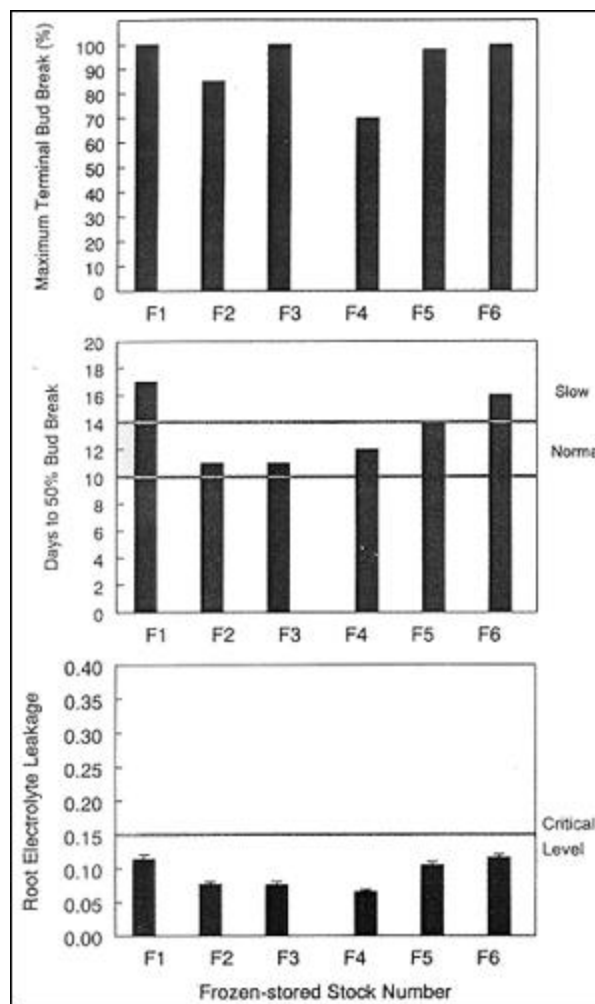 Maximum Terminal Bud Break (%)
100
90
80
70
60
50
40
30
20
10
0
F1 F2 F3 F4 F5 F6
Days to 50% Bud Break
20
18
16
14
12
10
8
6
4
2
0
Slow
Norma
F1 F2 F3 F4 F5 F6
Root Electrolyte Leakage
0.40
0.35
0.30
0.25
0.20
0.15
0.10
0.05
0.00
Critical
Level
F1 F2 F3 F4 F5 F6
Frozen-stored Stock Number